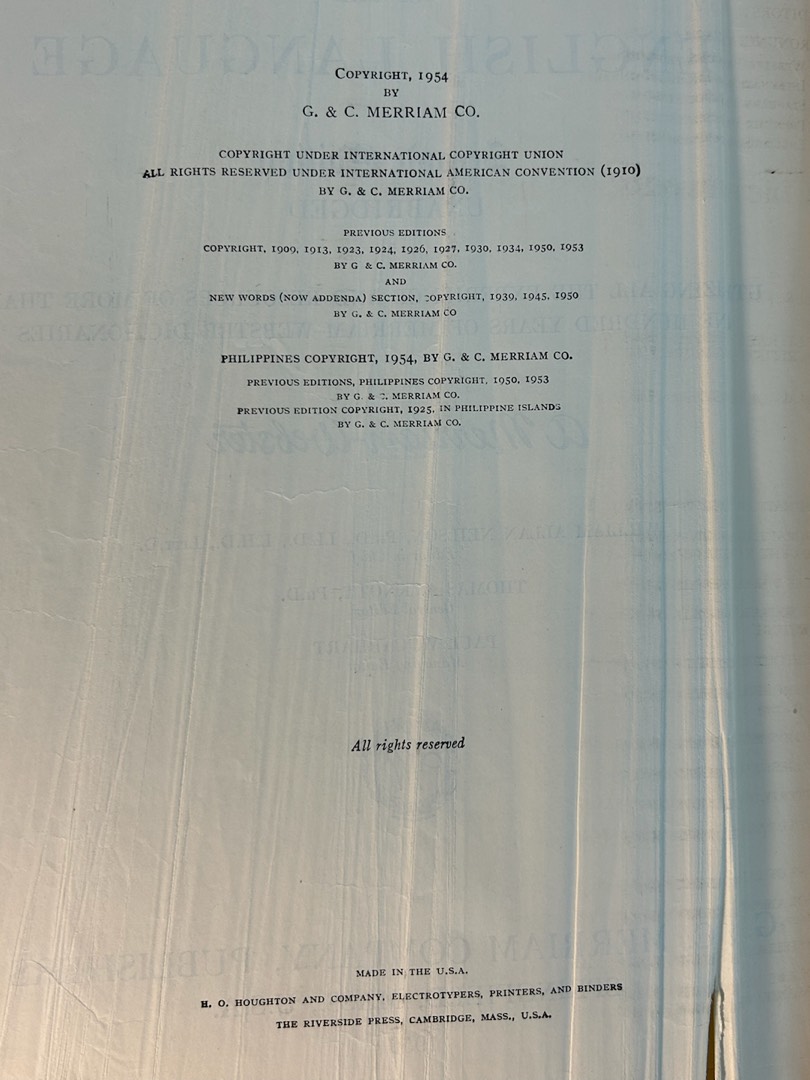 COPYRIGHT, 1954
BY
G. & C. MERRIAM CO.
COPYRIGHT UNDER INTERNATIONAL COPYRIGHT UNION
ALL RIGHTS RESERVED UNDER INTERNATIONAL AMERICAN CONVENTION (1910)
BY G. & C. MERRIAM CO.
PREVIOUS EDITIONS
COPYRIGHT, 1909, 1913, 1923, 1924, 1926, 1927, 1930, 1934, 1950, 1953
BY G & C. MERRIAM CO.
AND
NEW WORDS (NOW ADDENDA) SECTION, COPYRIGHT, 1939, 1945, 1950
BY G. & C. MERRIAM CO
PHILIPPINES COPYRIGHT, 1954, BY G. & C. MERRIAM CO.
PREVIOUS EDITIONS, PHILIPPINES COPYRIGHT, 1950, 1953
BY G. & C. MERRIAM CO.
PREVIOUS EDITION COPYRIGHT, 1925, IN PHILIPPINE ISLANDS
BY G. & C. MERRIAM CO.
All rights reserved
MADE IN THE U.S.A.
H. O. HOUGHTON AND COMPANY, ELECTROTYPERS, PRINTERS, AND BINDERS
THE RIVERSIDE PRESS, CAMBRIDGE, MASS., U.S.A.